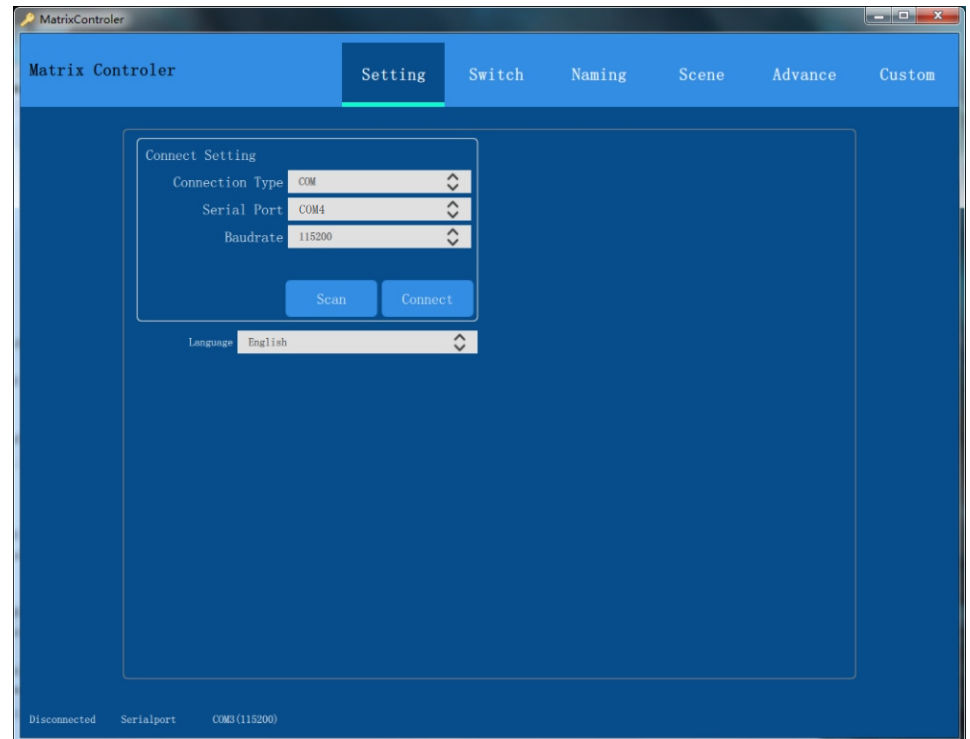 MatrixControler
Matrix Controler
Setting Switch Naming Scene Advance Custom
Connect Setting
Connection Type COM
Serial Port COM4
Baudrate 115200
Scan Connect
Language English
Disconnected Serialport COM3(115200)